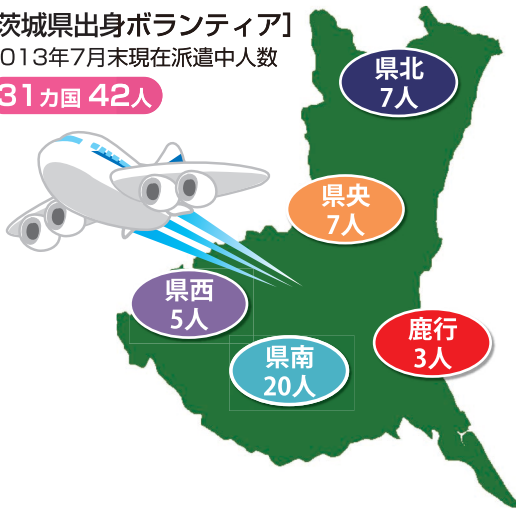 茨城県出身ボランティア］
013年7月末現在派遣中人数
31カ国 42人
県北
7人
県央
7人
県西
5人
鹿行
3人
県南
20人